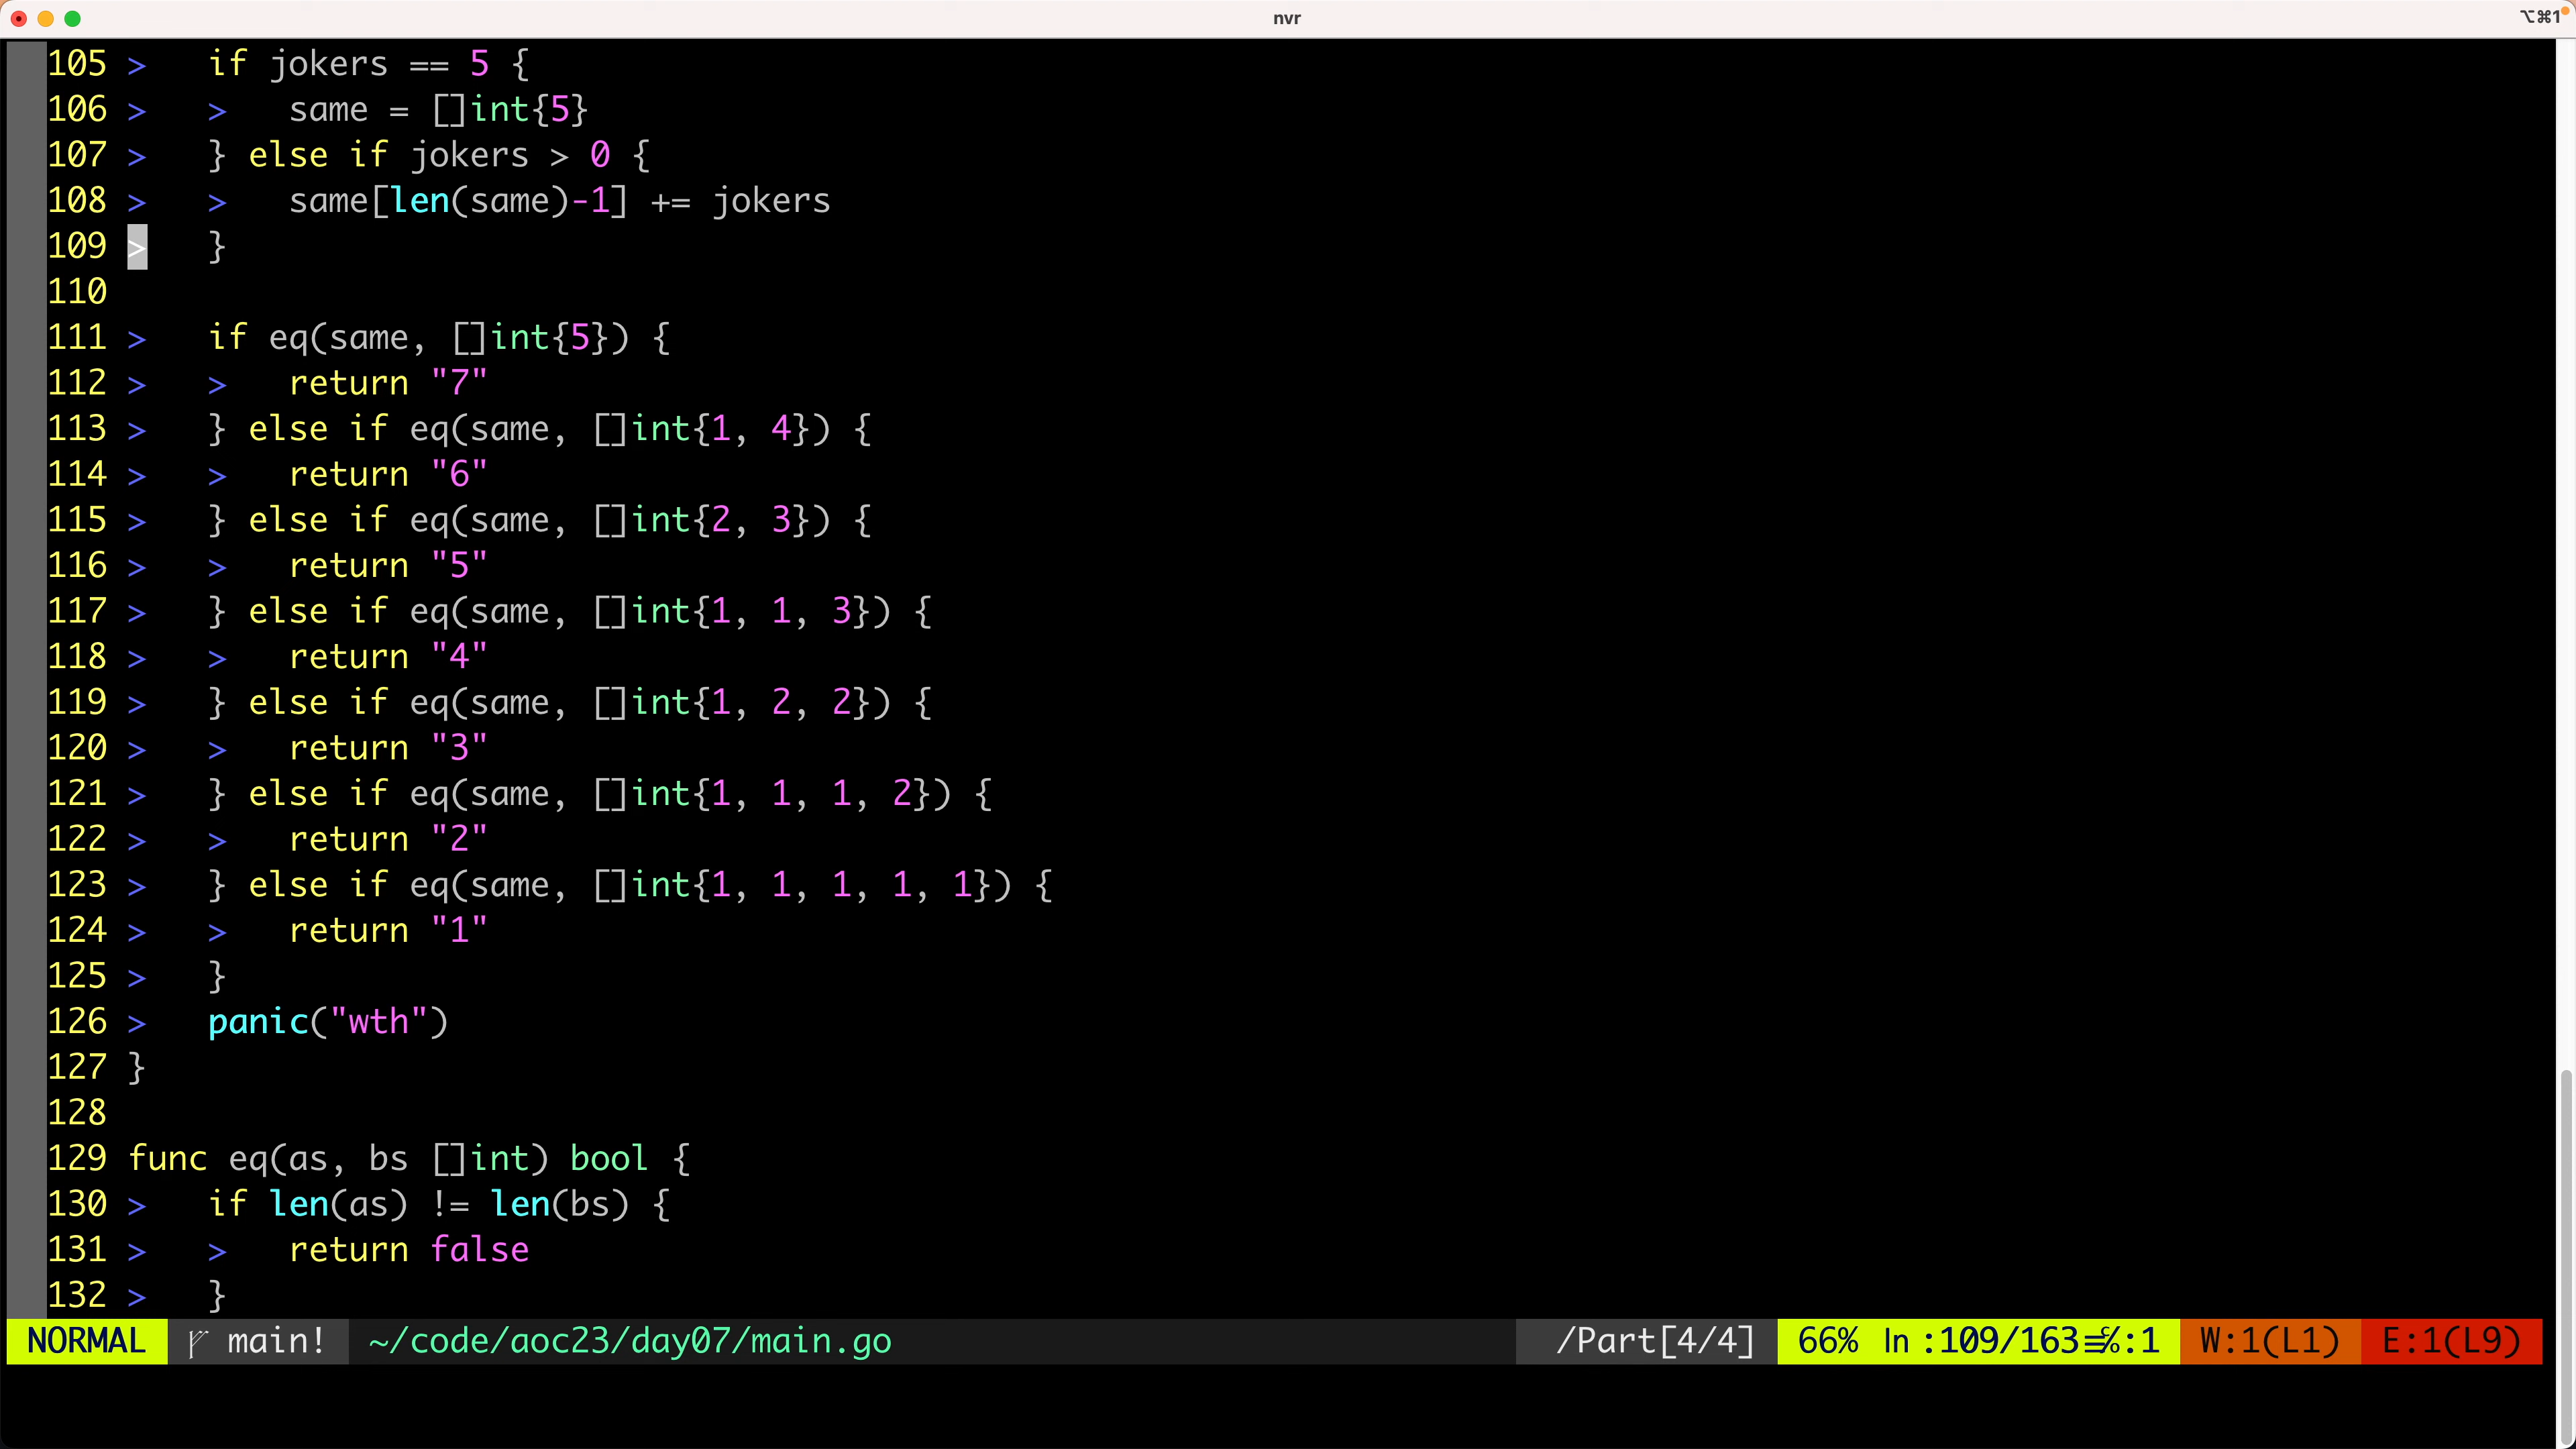 nvr
⌥⌘1
105 >   if jokers == 5 {
106 >   >   same = []int{5}
107 >   } else if jokers > 0 {
108 >   >   same[len(same)-1] += jokers
109 >   }
110
111 >   if eq(same, []int{5}) {
112 >   >   return "7"
113 >   } else if eq(same, []int{1, 4}) {
114 >   >   return "6"
115 >   } else if eq(same, []int{2, 3}) {
116 >   >   return "5"
117 >   } else if eq(same, []int{1, 1, 3}) {
118 >   >   return "4"
119 >   } else if eq(same, []int{1, 2, 2}) {
120 >   >   return "3"
121 >   } else if eq(same, []int{1, 1, 1, 2}) {
122 >   >   return "2"
123 >   } else if eq(same, []int{1, 1, 1, 1, 1}) {
124 >   >   return "1"
125 >   }
126 >   panic("wth")
127 }
128
129 func eq(as, bs []int) bool {
130 >   if len(as) != len(bs) {
131 >   >   return false
132 >   }
NORMAL main! ~/code/aoc23/day07/main.go /Part[4/4] 66% ln :109/163≡℅:1 W:1(L1) E:1(L9)